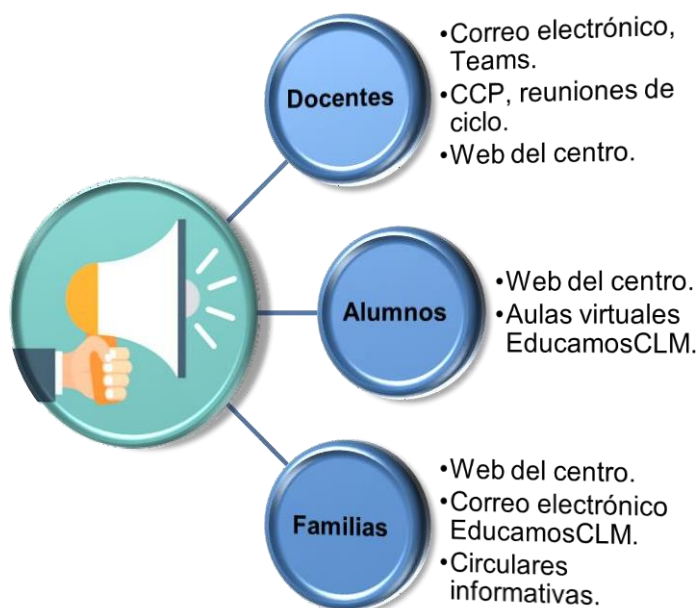 Docentes
•Correo electrónico,
Teams.
•CCP, reuniones de
ciclo.
•Web del centro.
Alumnos
•Web del centro.
•Aulas virtuales
EducamosCLM.
Familias
•Web del centro.
•Correo electrónico
EducamosCLM.
•Circulares
informativas.